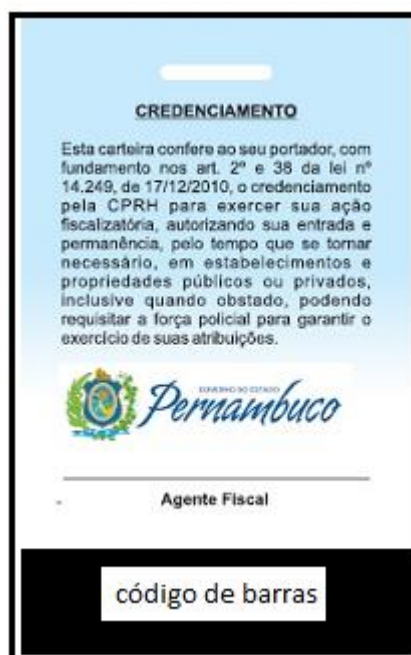 CREDENCIAMENTO
Esta carteira confere ao seu portador, com
fundamento nos art. 2º e 38 da lei nº
14.249, de 17/12/2010, o credenciamento
pela CPRH para exercer sua ação
fiscalizatória, autorizando sua entrada e
permanência, pelo tempo que se tornar
necessário, em estabelecimentos e
propriedades públicos ou privados,
inclusive quando obstado, podendo
requisitar a força policial para garantir o
exercício de suas atribuições.
GOVERNO DO ESTADO
Pernambuco
Agente Fiscal
código de barras